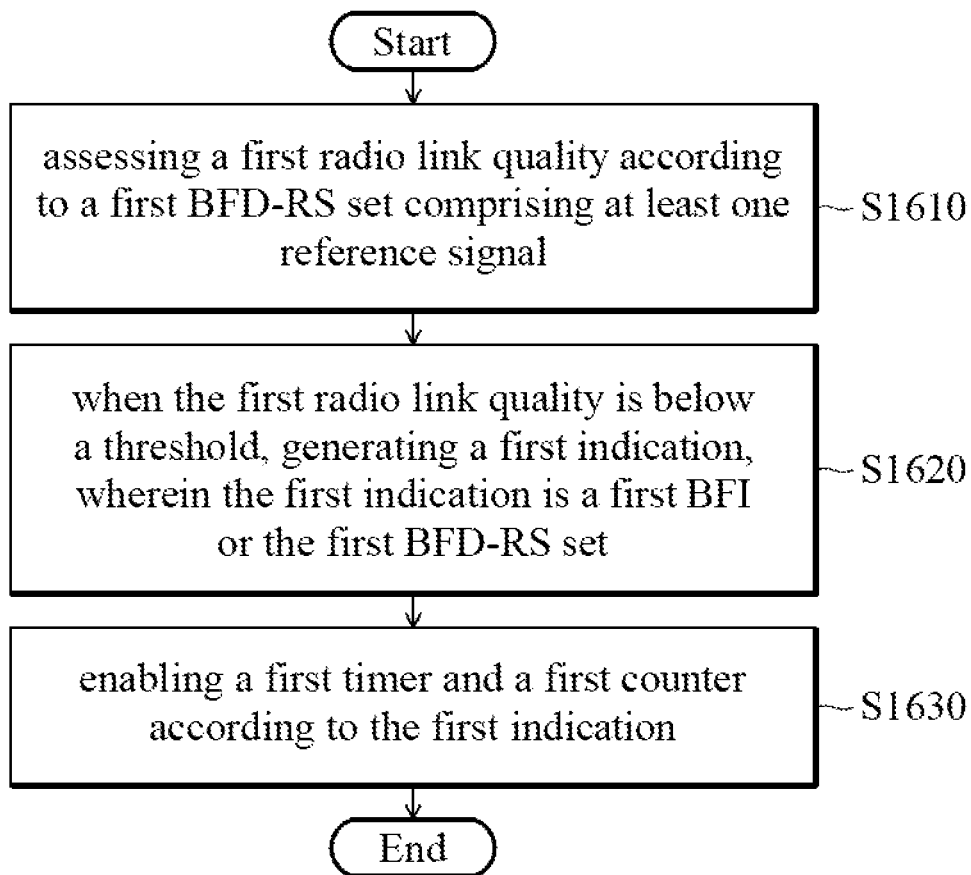 Start
assessing a first radio link quality according
to a first BFD-RS set comprising at least one
reference signal
S1610
when the first radio link quality is below
a threshold, generating a first indication,
wherein the first indication is a first BFI
or the first BFD-RS set
S1620
enabling a first timer and a first counter
according to the first indication
S1630
End